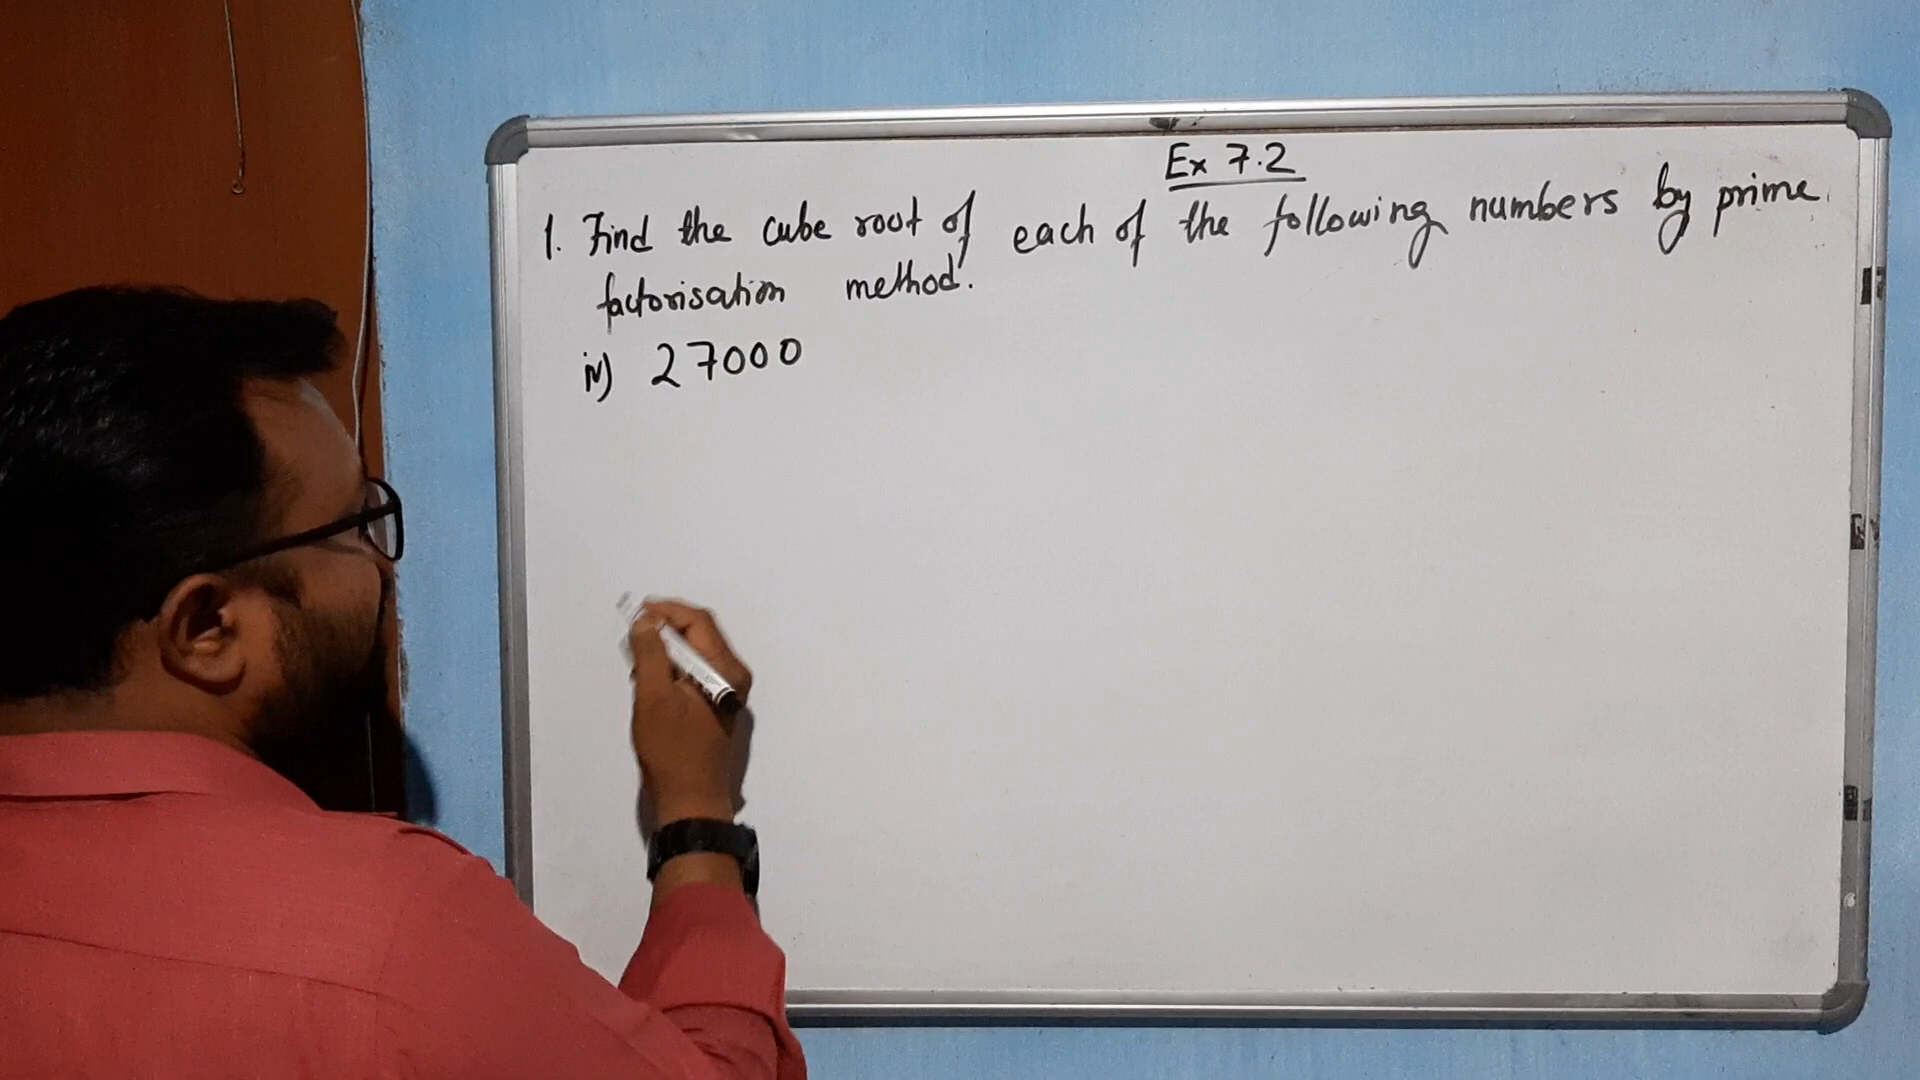 Ex 7.2
1. Find the cube root of each of the following numbers by prime
factorisation method.
iv) 27000